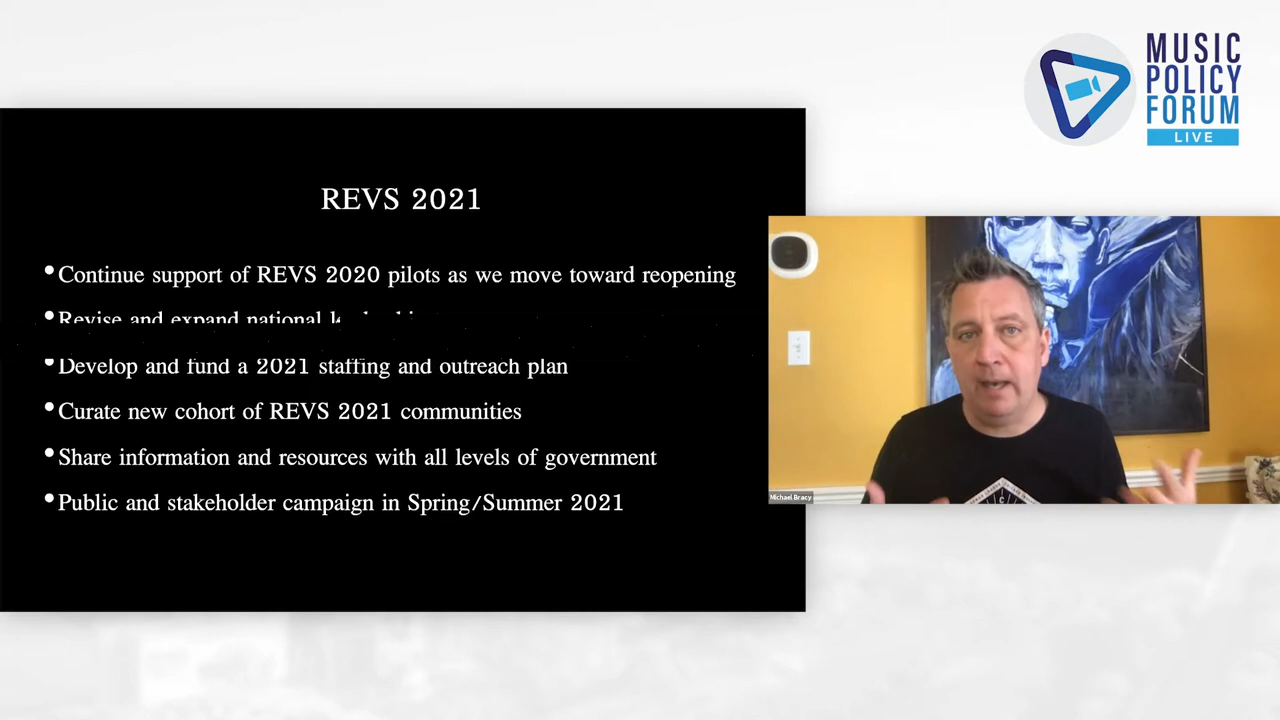 MUSIC
POLICY
FORUM
LIVE
REVS 2021
•Continue support of REVS 2020 pilots as we move toward reopening
•Revise and expand national
•Develop and fund a 2021 staffing and outreach plan
•Curate new cohort of REVS 2021 communities
•Share information and resources with all levels of government
•Public and stakeholder campaign in Spring/Summer 2021
Michael Bracy